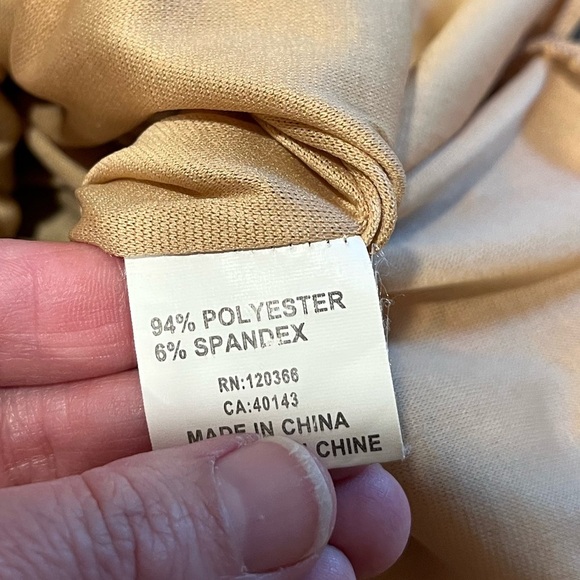 94% POLYESTER
6% SPANDEX
RN:120366
CA:40143
MADE IN CHINA
CHINE